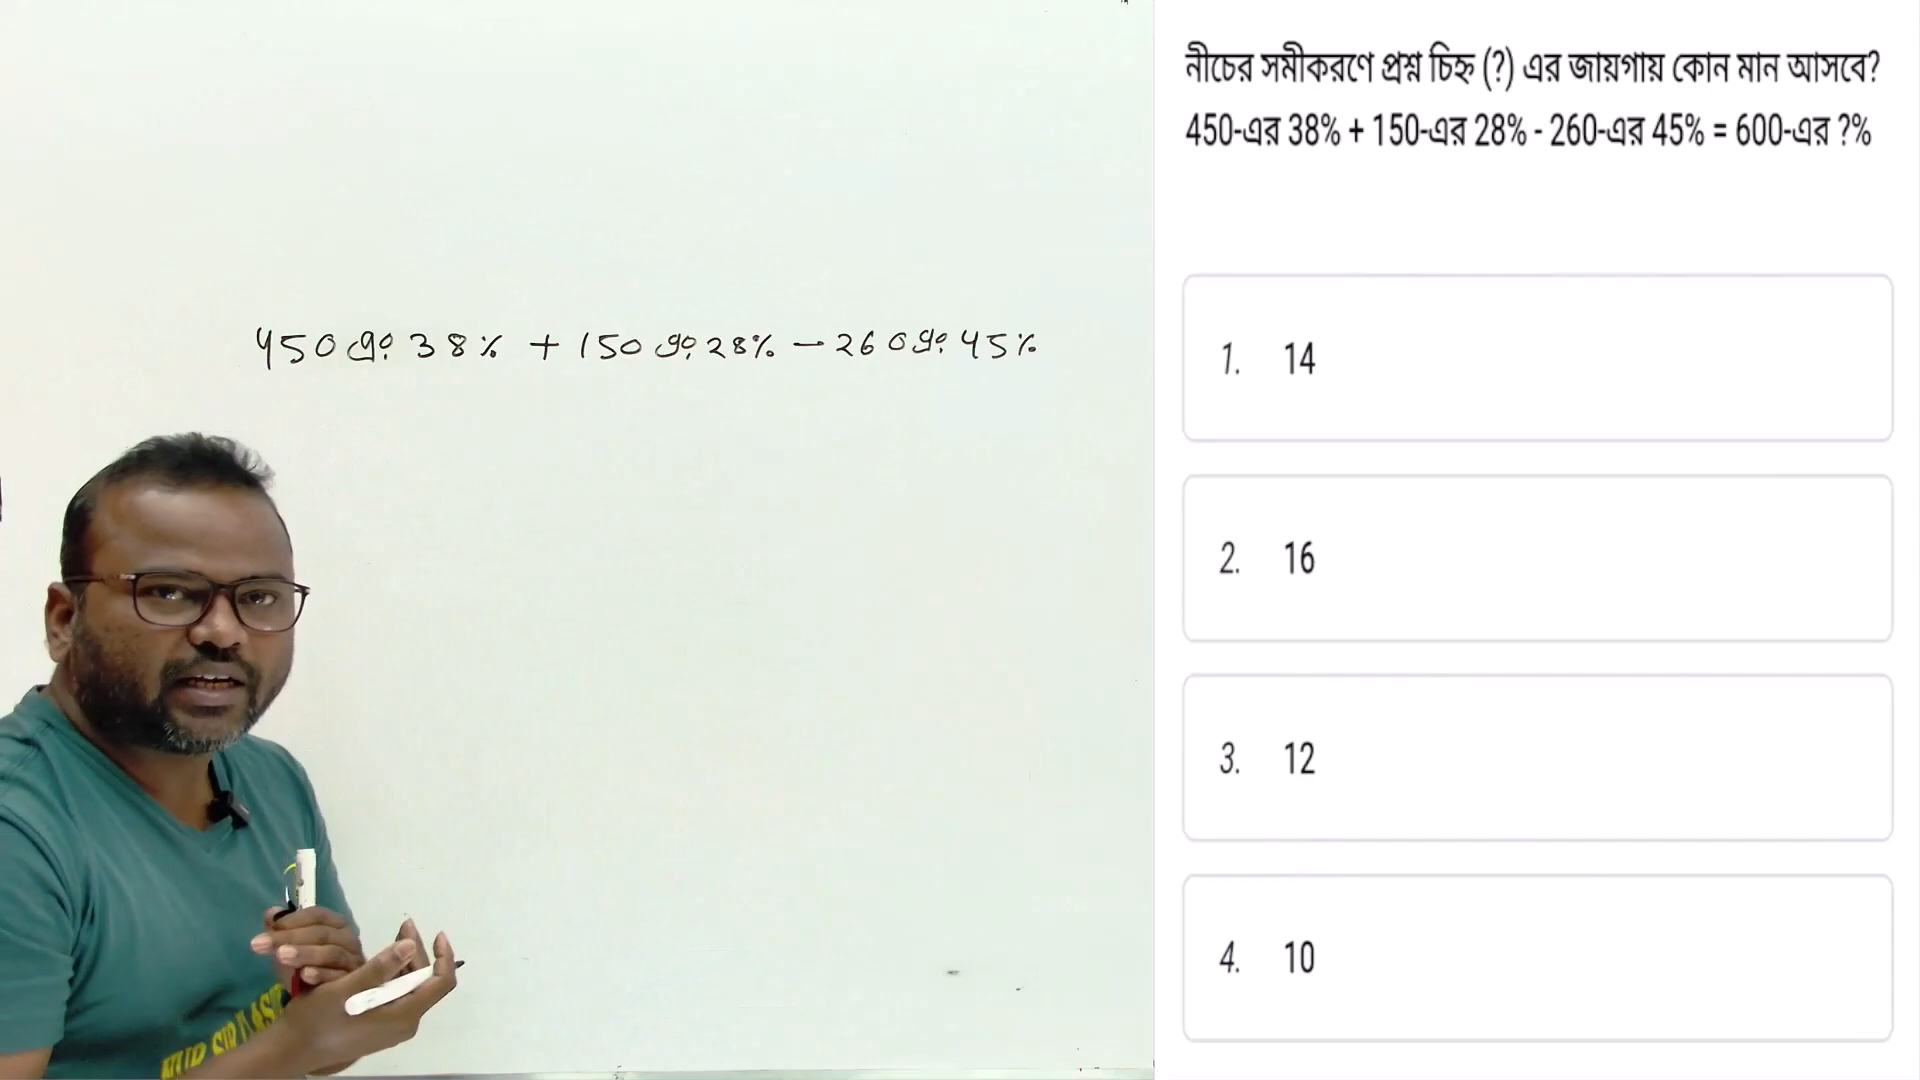 450 এর 38% + 150 এর 28% - 260 এর 45%
নীচের সমীকরণে প্রশ্ন চিহ্ন (?) এর জায়গায় কোন মান আসবে?
450-এর 38% + 150-এর 28% - 260-এর 45% = 600-এর ?%
1. 14
2. 16
3. 12
4. 10